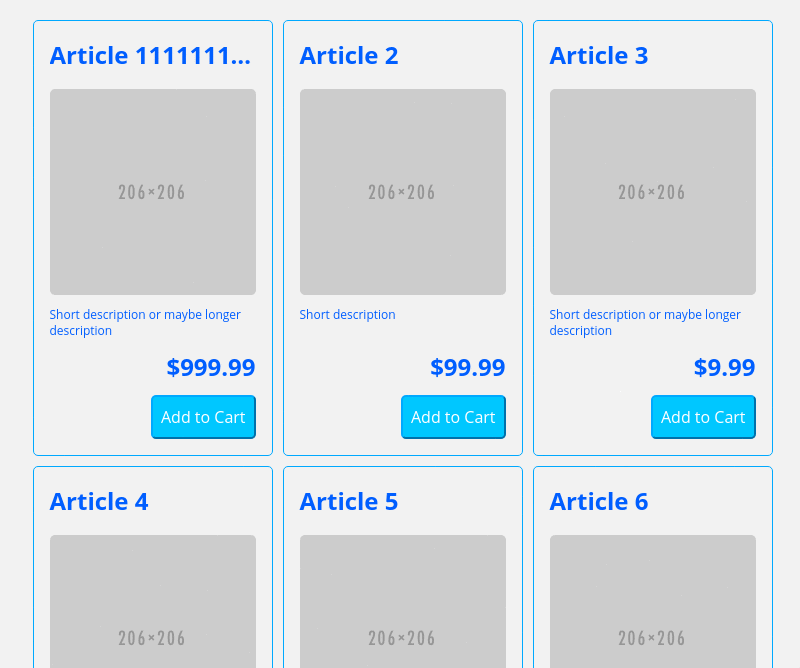 Article 1111111...
Article 2
Article 3
206×206
206×206
206×206
Short description or maybe longer
description
Short description
Short description or maybe longer
description
$999.99
$99.99
$9.99
Add to Cart
Add to Cart
Add to Cart
Article 4
Article 5
Article 6
206×206
206×206
206×206